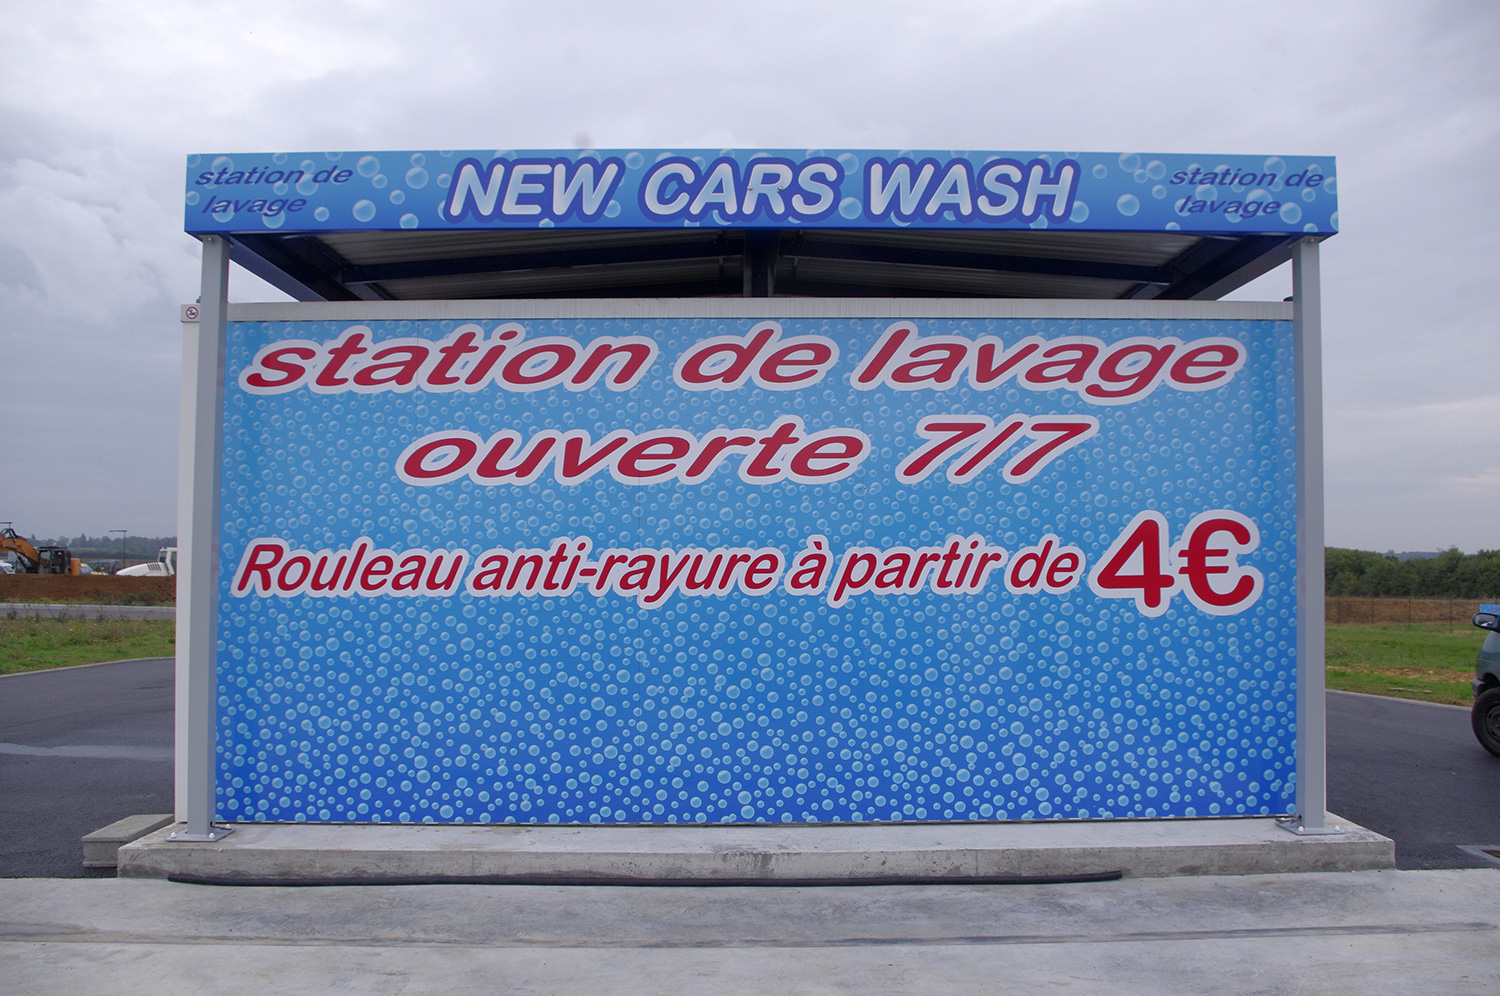 station de
lavage
NEW CARS WASH
station de
lavage
station de lavage
ouverte 7/7
Rouleau anti-rayure à partir de 4€